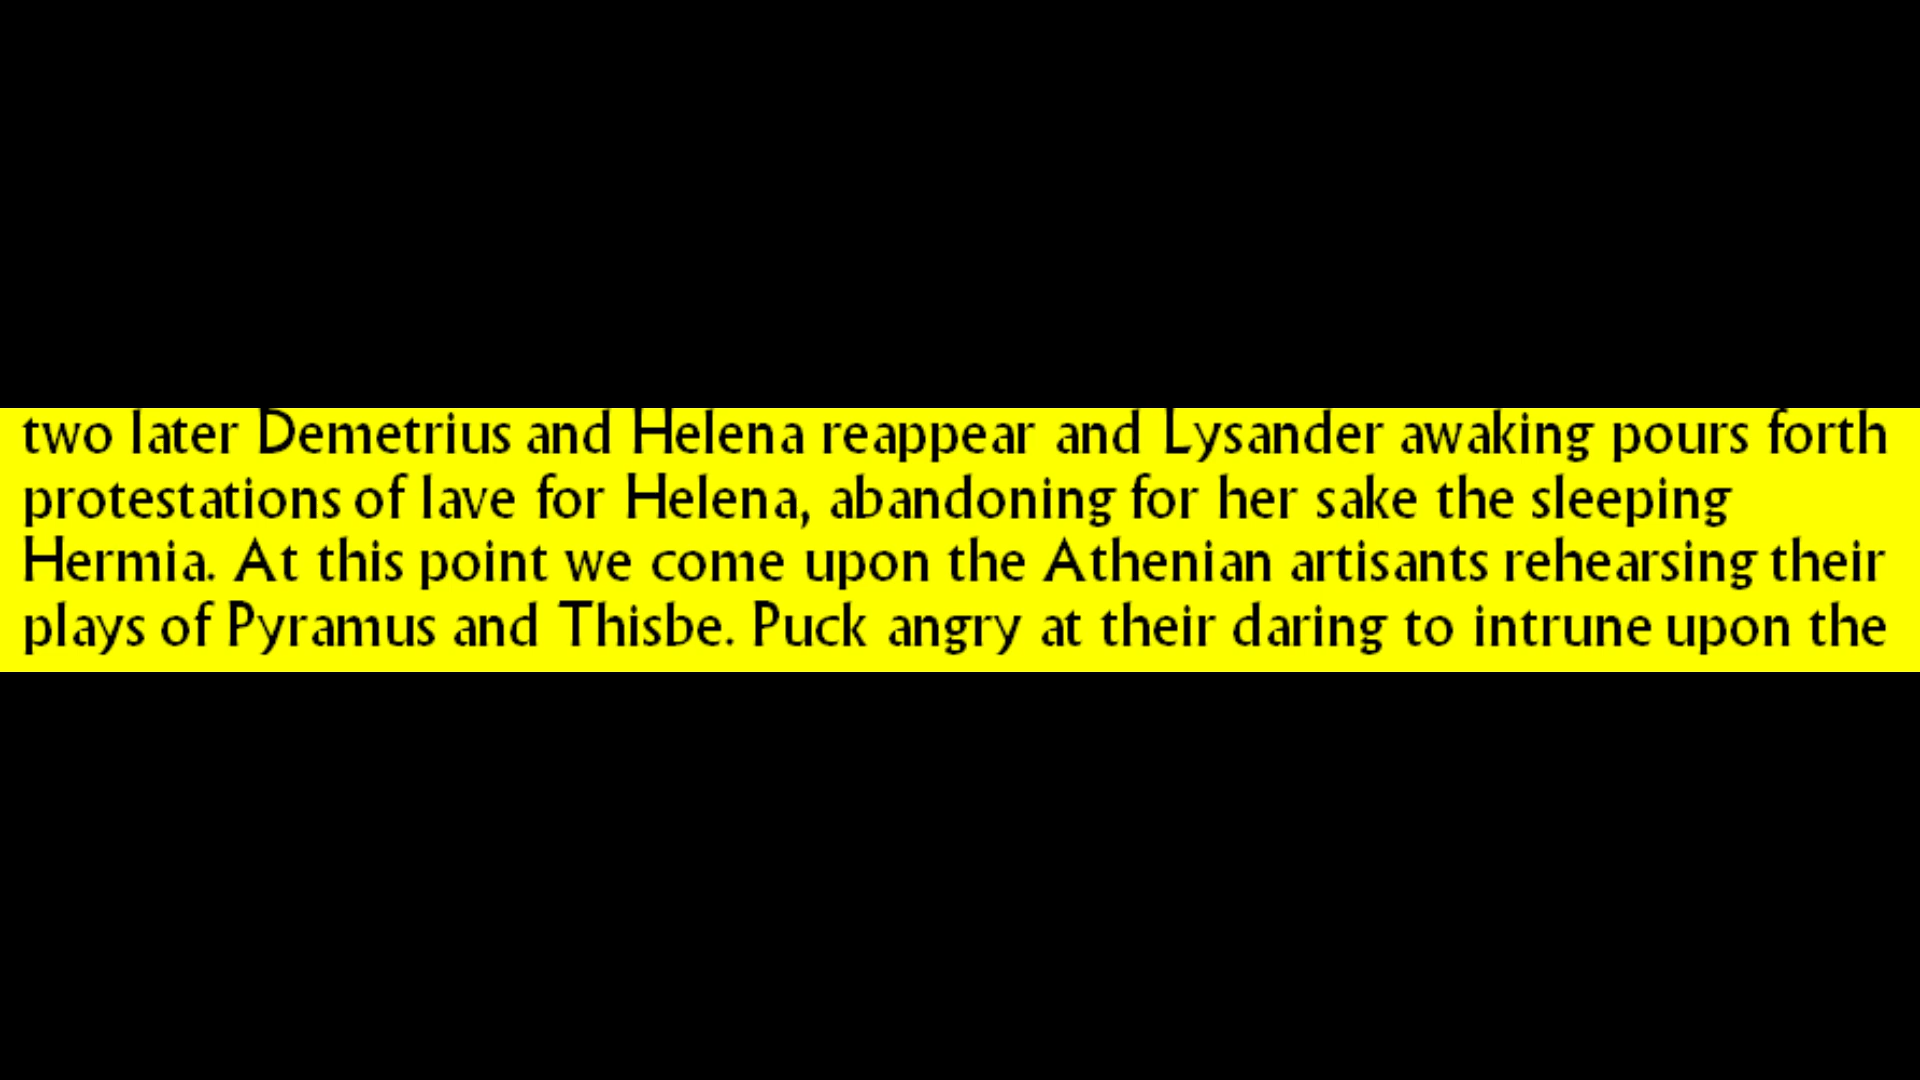 two later Demetrius and Helena reappear and Lysander awaking pours forth
protestations of lave for Helena, abandoning for her sake the sleeping
Hermia. At this point we come upon the Athenian artisants rehearsing their
plays of Pyramus and Thisbe. Puck angry at their daring to intrune upon the